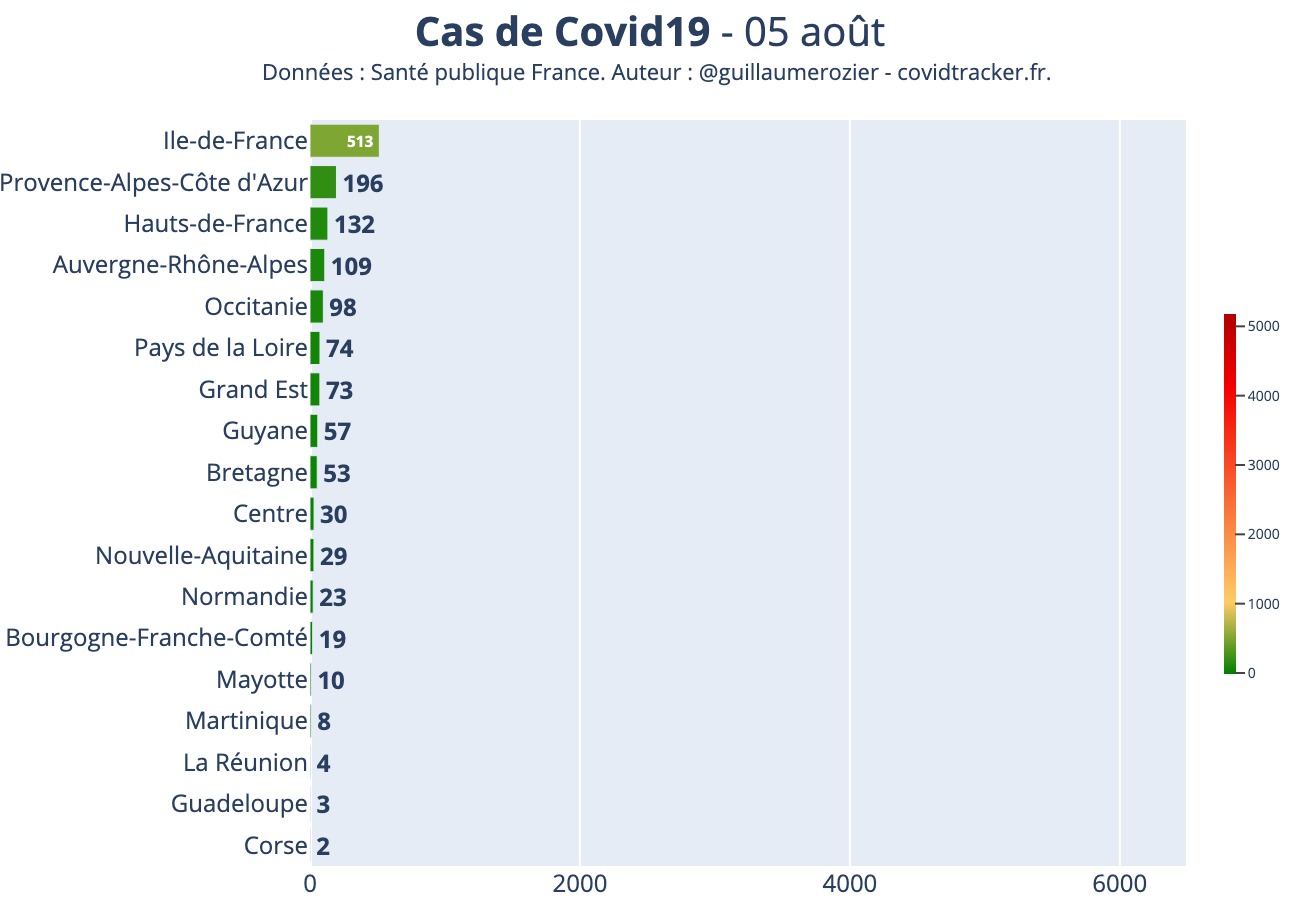 Cas de Covid19 - 05 août
Données : Santé publique France. Auteur : @guillaumerozier - covidtracker.fr.
Ile-de-France 513
Provence-Alpes-Côte d'Azur 196
Hauts-de-France 132
Auvergne-Rhône-Alpes 109
Occitanie 98
Pays de la Loire 74
Grand Est 73
Guyane 57
Bretagne 53
Centre 30
Nouvelle-Aquitaine 29
Normandie 23
Bourgogne-Franche-Comté 19
Mayotte 10
Martinique 8
La Réunion 4
Guadeloupe 3
Corse 2
0 2000 4000 6000
5000
4000
3000
2000
1000
0